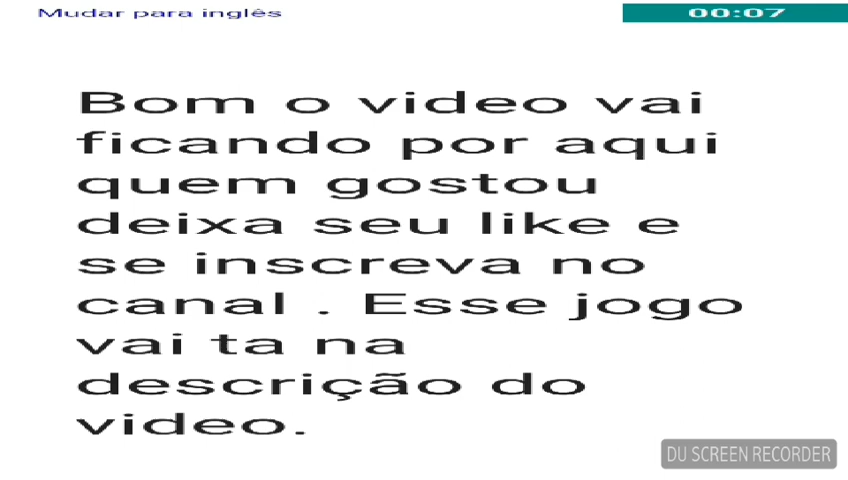 Mudar para inglês
00:07
Bom o video vai
ficando por aqui
quem gostou
deixa seu like e
se inscreva no
canal . Esse jogo
vai ta na
descrição do
video.
DU SCREEN RECORDER